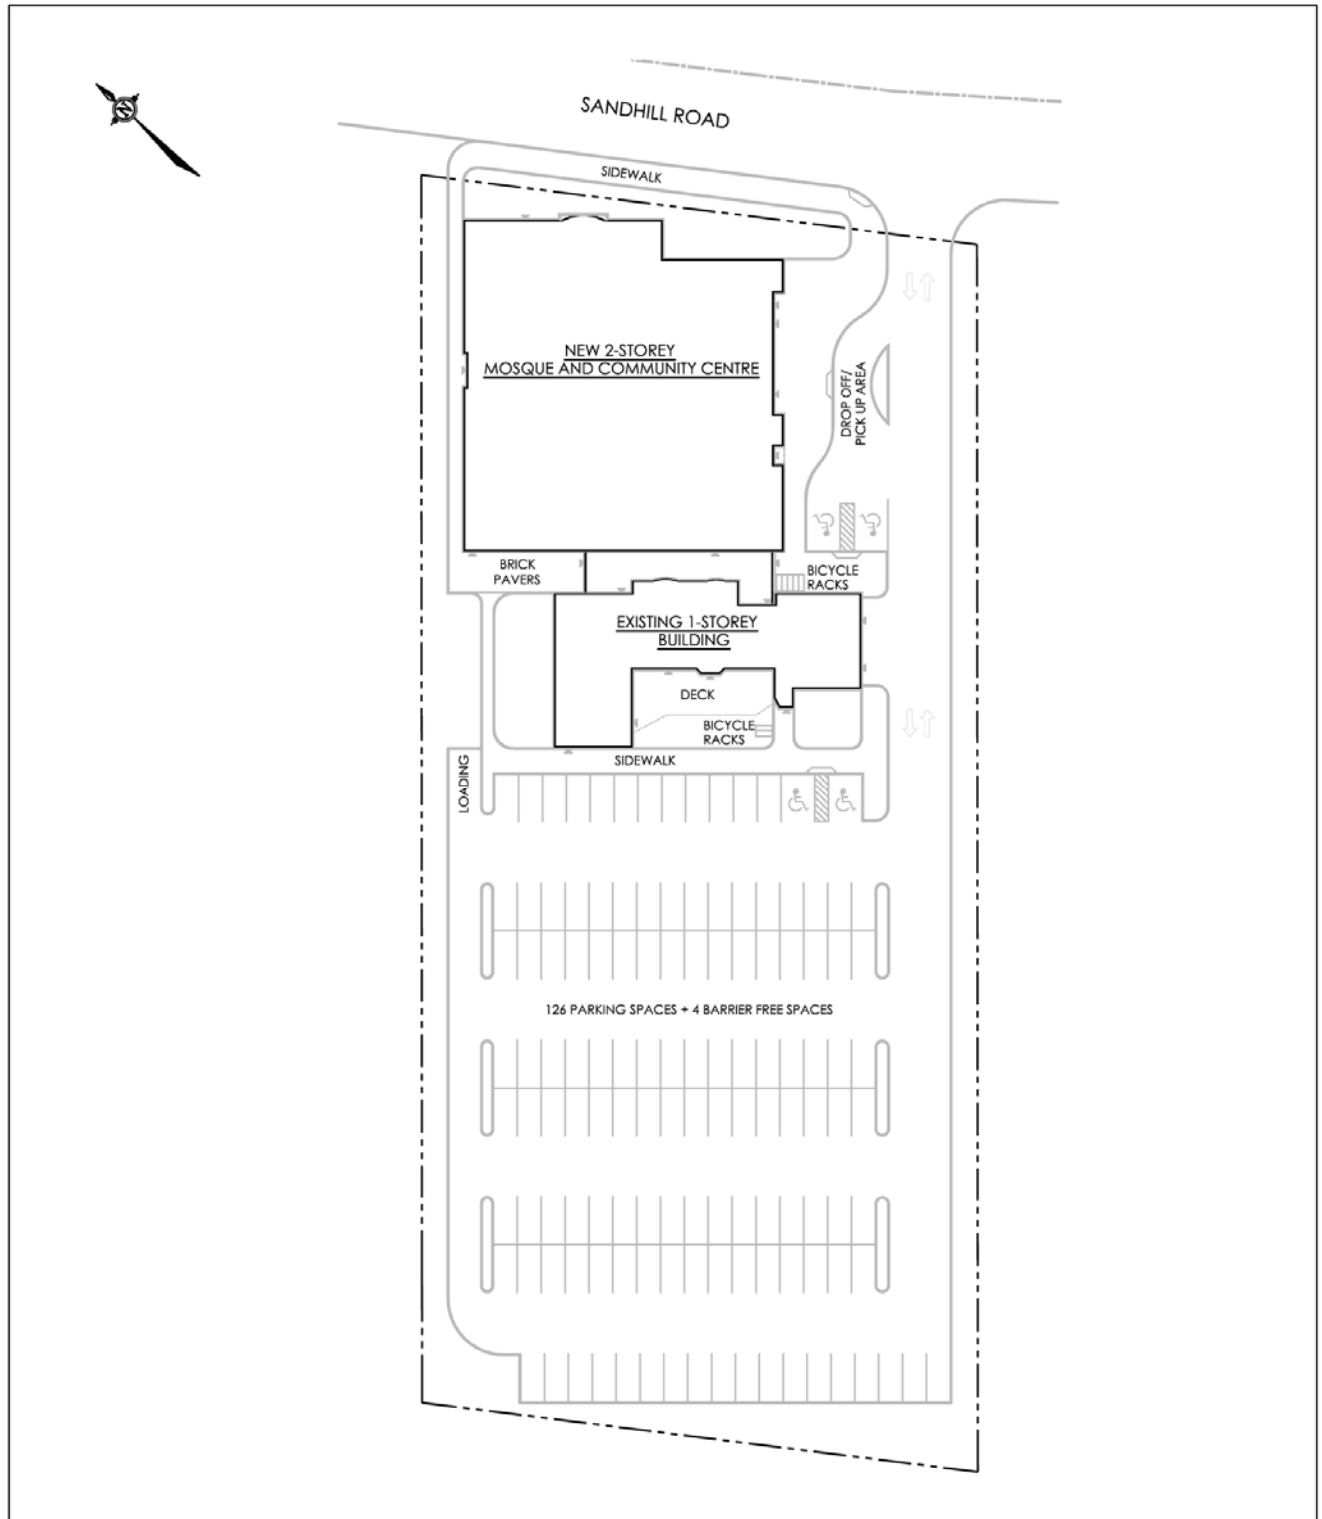 N
SANDHILL ROAD
SIDEWALK
NEW 2-STOREY
MOSQUE AND COMMUNITY CENTRE
DROP OFF/
PICK UP AREA
BRICK
PAVERS
BICYCLE
RACKS
EXISTING 1-STOREY
BUILDING
DECK
BICYCLE
RACKS
SIDEWALK
LOADING
126 PARKING SPACES + 4 BARRIER FREE SPACES